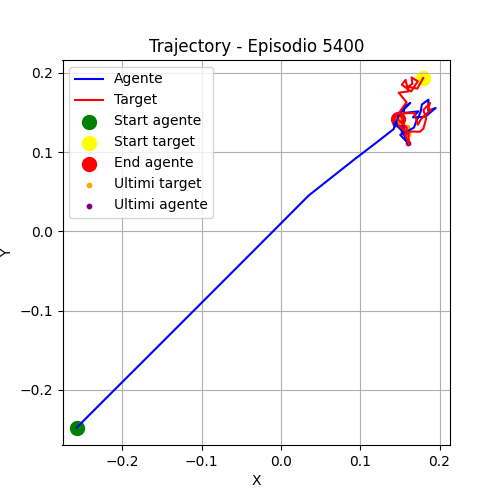 Trajectory - Episodio 5400
Agente
Target
Start agente
Start target
End agente
Ultimi target
Ultimi agente
0.2
0.1
0.0
−0.1
−0.2
Y
−0.2
−0.1
0.0
0.1
0.2
X